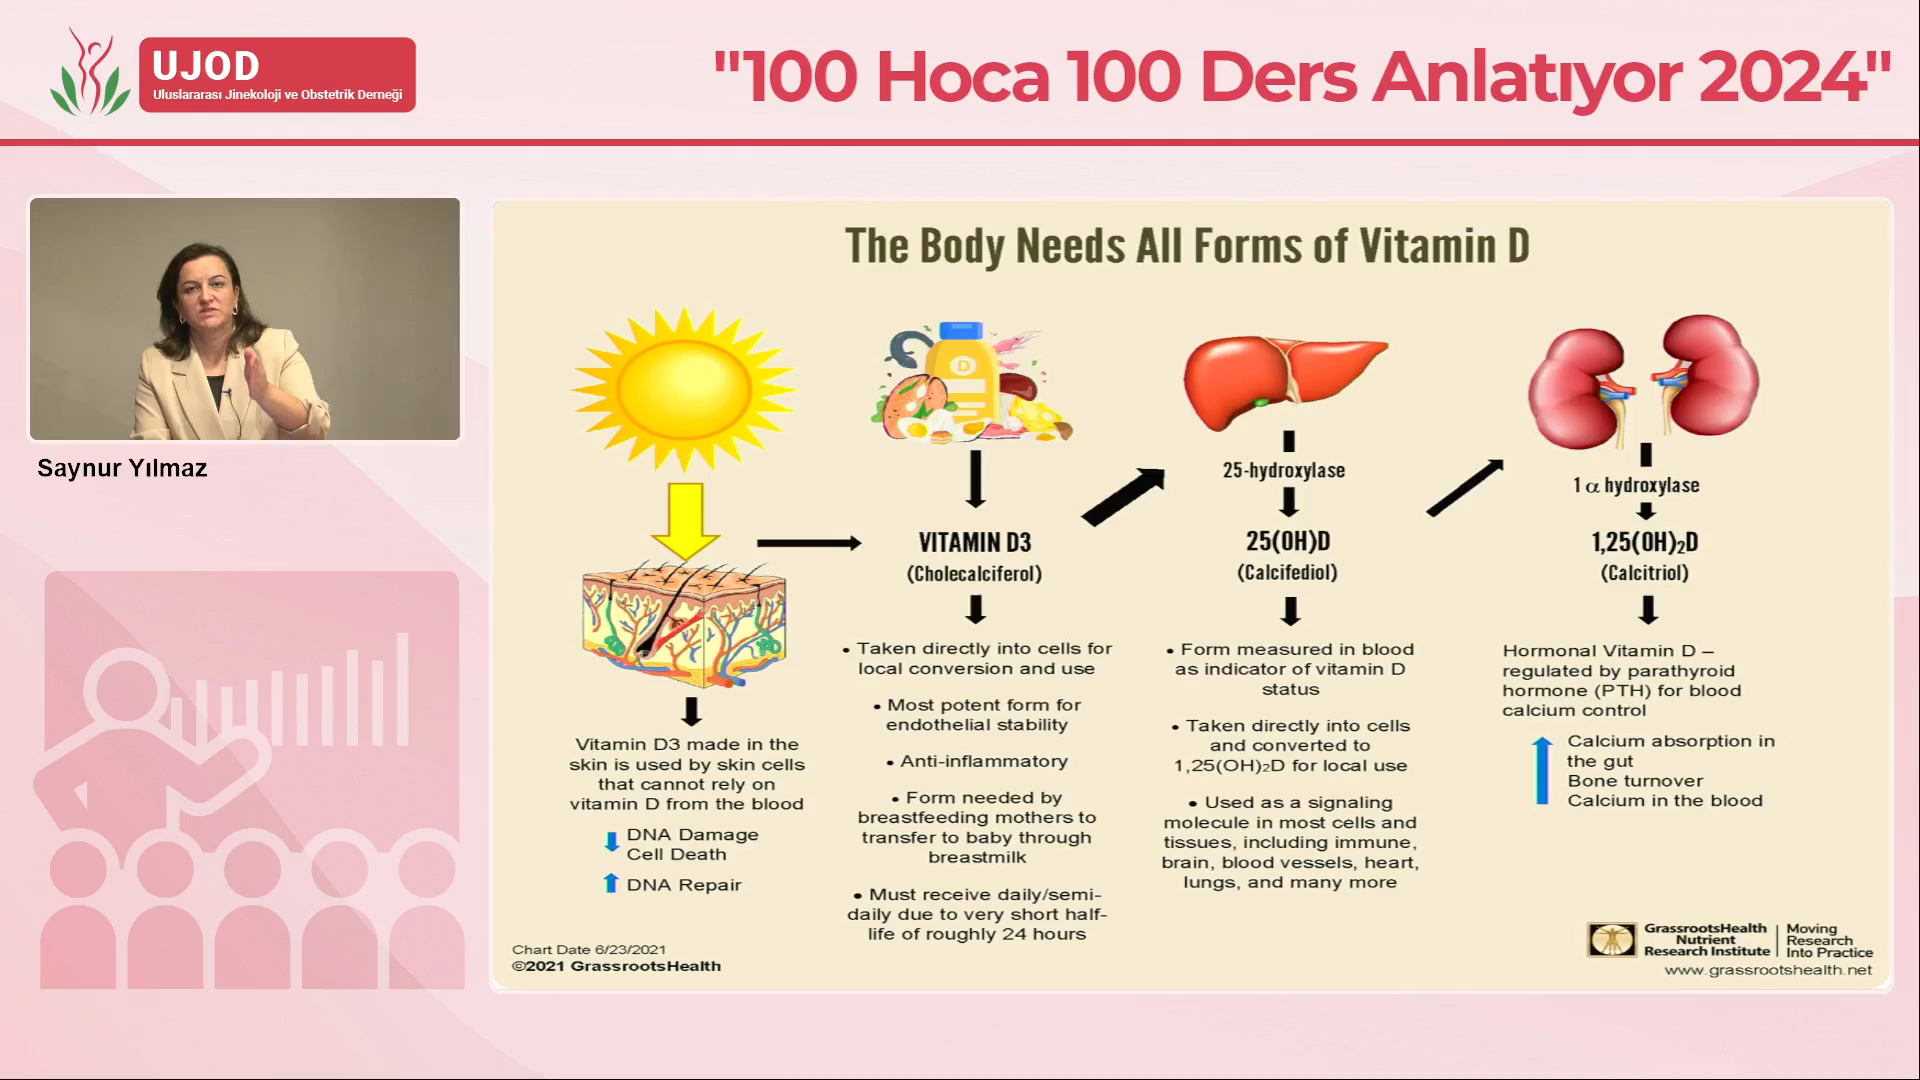 UJOD
Uluslararası Jinekoloji ve Obstetrik Derneği
"100 Hoca 100 Ders Anlatıyor 2024"
Saynur Yılmaz
The Body Needs All Forms of Vitamin D
Vitamin D3 made in the
skin is used by skin cells
that cannot rely on
vitamin D from the blood
DNA Damage
Cell Death
DNA Repair
D
VITAMIN D3
(Cholecalciferol)
• Taken directly into cells for
local conversion and use
• Most potent form for
endothelial stability
• Anti-inflammatory
• Form needed by
breastfeeding mothers to
transfer to baby through
breastmilk
• Must receive daily/semi-
daily due to very short half-
life of roughly 24 hours
25-hydroxylase
25(OH)D
(Calcifediol)
• Form measured in blood
as indicator of vitamin D
status
• Taken directly into cells
and converted to
1,25(OH)₂D for local use
• Used as a signaling
molecule in most cells and
tissues, including immune,
brain, blood vessels, heart,
lungs, and many more
1 α hydroxylase
1,25(OH)₂D
(Calcitriol)
Hormonal Vitamin D –
regulated by parathyroid
hormone (PTH) for blood
calcium control
Calcium absorption in
the gut
Bone turnover
Calcium in the blood
Chart Date 6/23/2021
©2021 GrassrootsHealth
GrassrootsHealth
Nutrient
Research Institute
Moving
Research
Into Practice
www.grassrootshealth.net